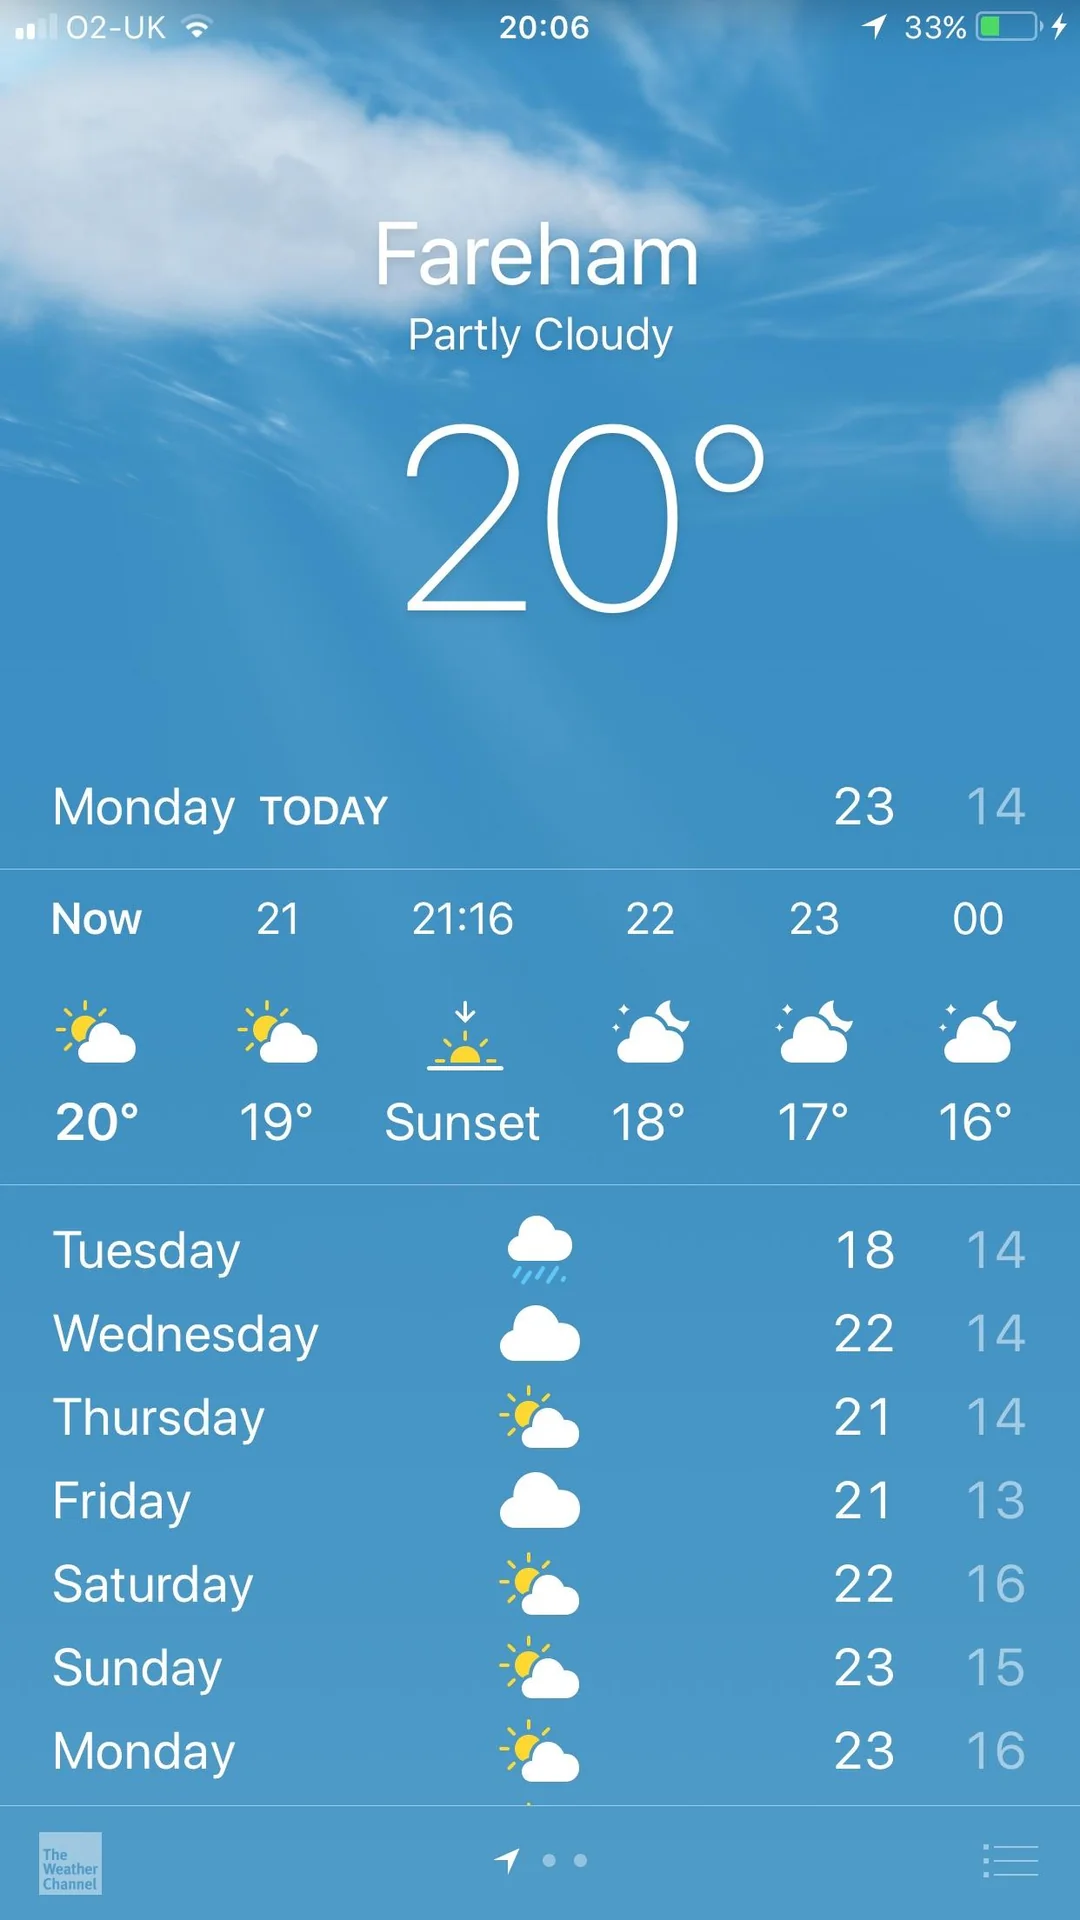 O2-UK 20:06 33%
Fareham
Partly Cloudy
20°
Monday TODAY 23 14
Now 21 21:16 22 23 00
20° 19° Sunset 18° 17° 16°
Tuesday 18 14
Wednesday 22 14
Thursday 21 14
Friday 21 13
Saturday 22 16
Sunday 23 15
Monday 23 16
The
Weather
Channel